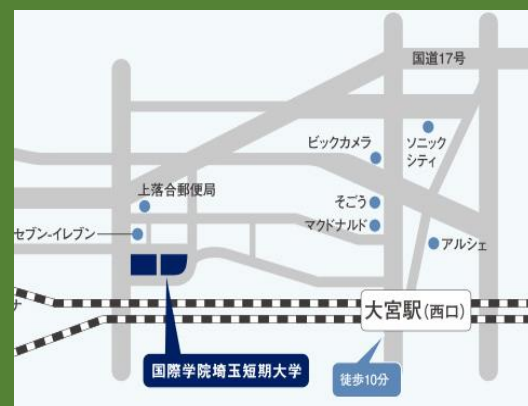 国道17号
ビックカメラ
ソニック
シティ
上落合郵便局
そごう
マクドナルド
セブン-イレブン
アルシェ
ナ
大宮駅(西口)
国際学院埼玉短期大学
徒歩10分